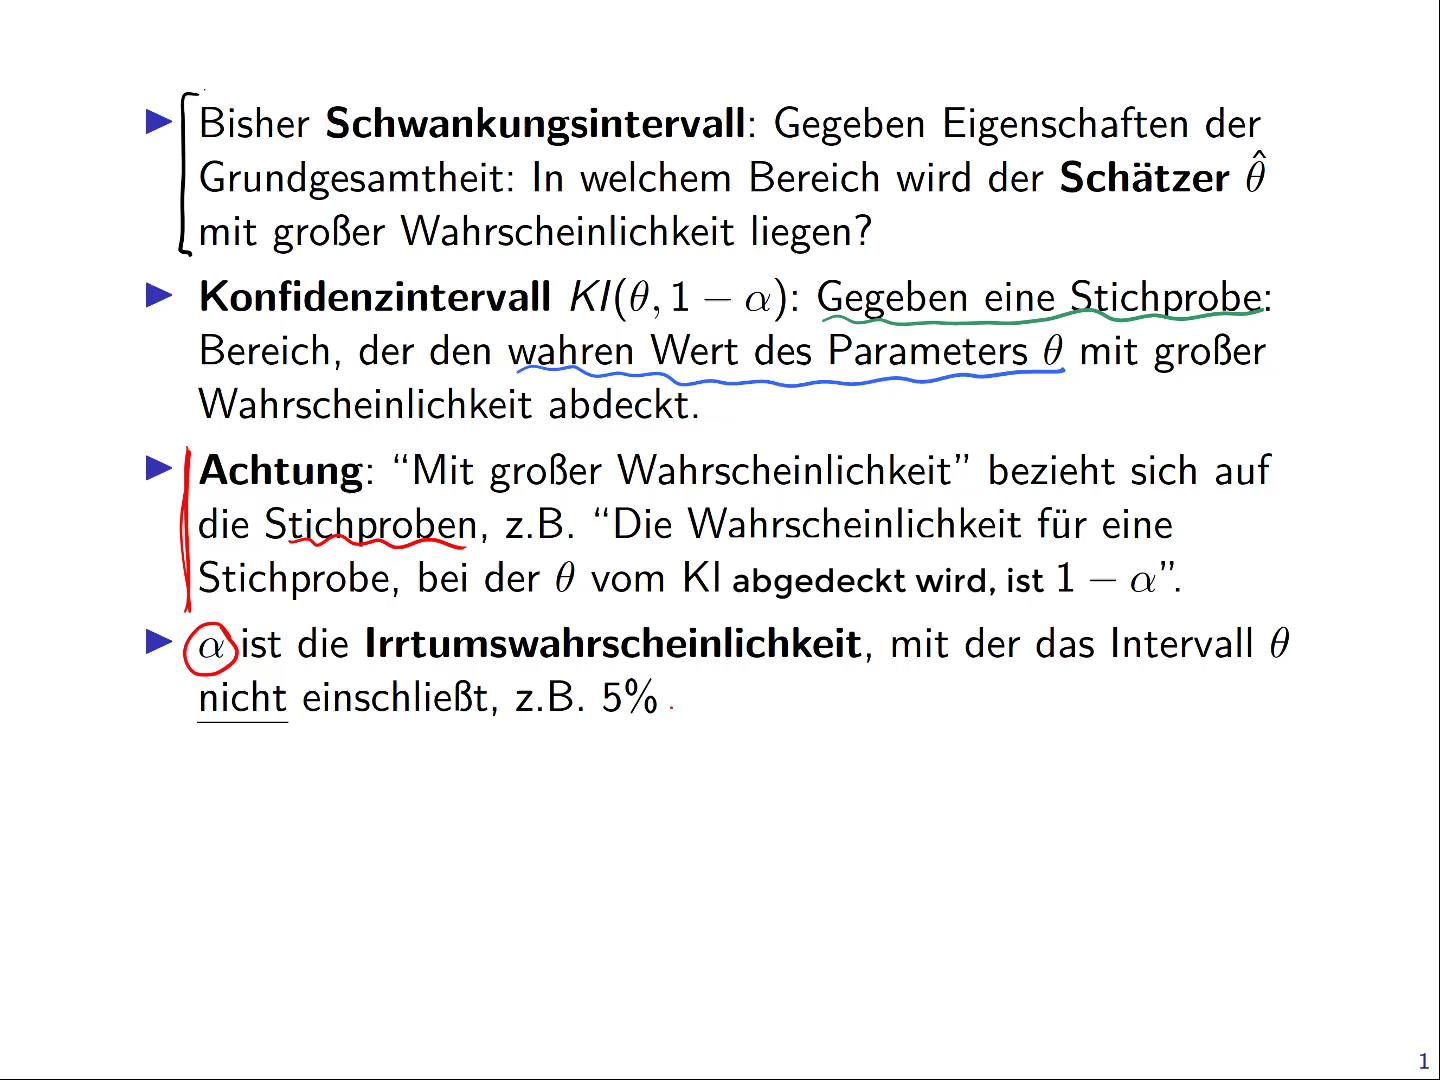 ▶ Bisher Schwankungsintervall: Gegeben Eigenschaften der
Grundgesamtheit: In welchem Bereich wird der Schätzer θ̂
mit großer Wahrscheinlichkeit liegen?
▶ Konfidenzintervall KI(θ, 1 − α): Gegeben eine Stichprobe:
Bereich, der den wahren Wert des Parameters θ mit großer
Wahrscheinlichkeit abdeckt.
▶ Achtung: “Mit großer Wahrscheinlichkeit” bezieht sich auf
die Stichproben, z.B. “Die Wahrscheinlichkeit für eine
Stichprobe, bei der θ vom KI abgedeckt wird, ist 1 − α”.
▶ α ist die Irrtumswahrscheinlichkeit, mit der das Intervall θ
nicht einschließt, z.B. 5%
1